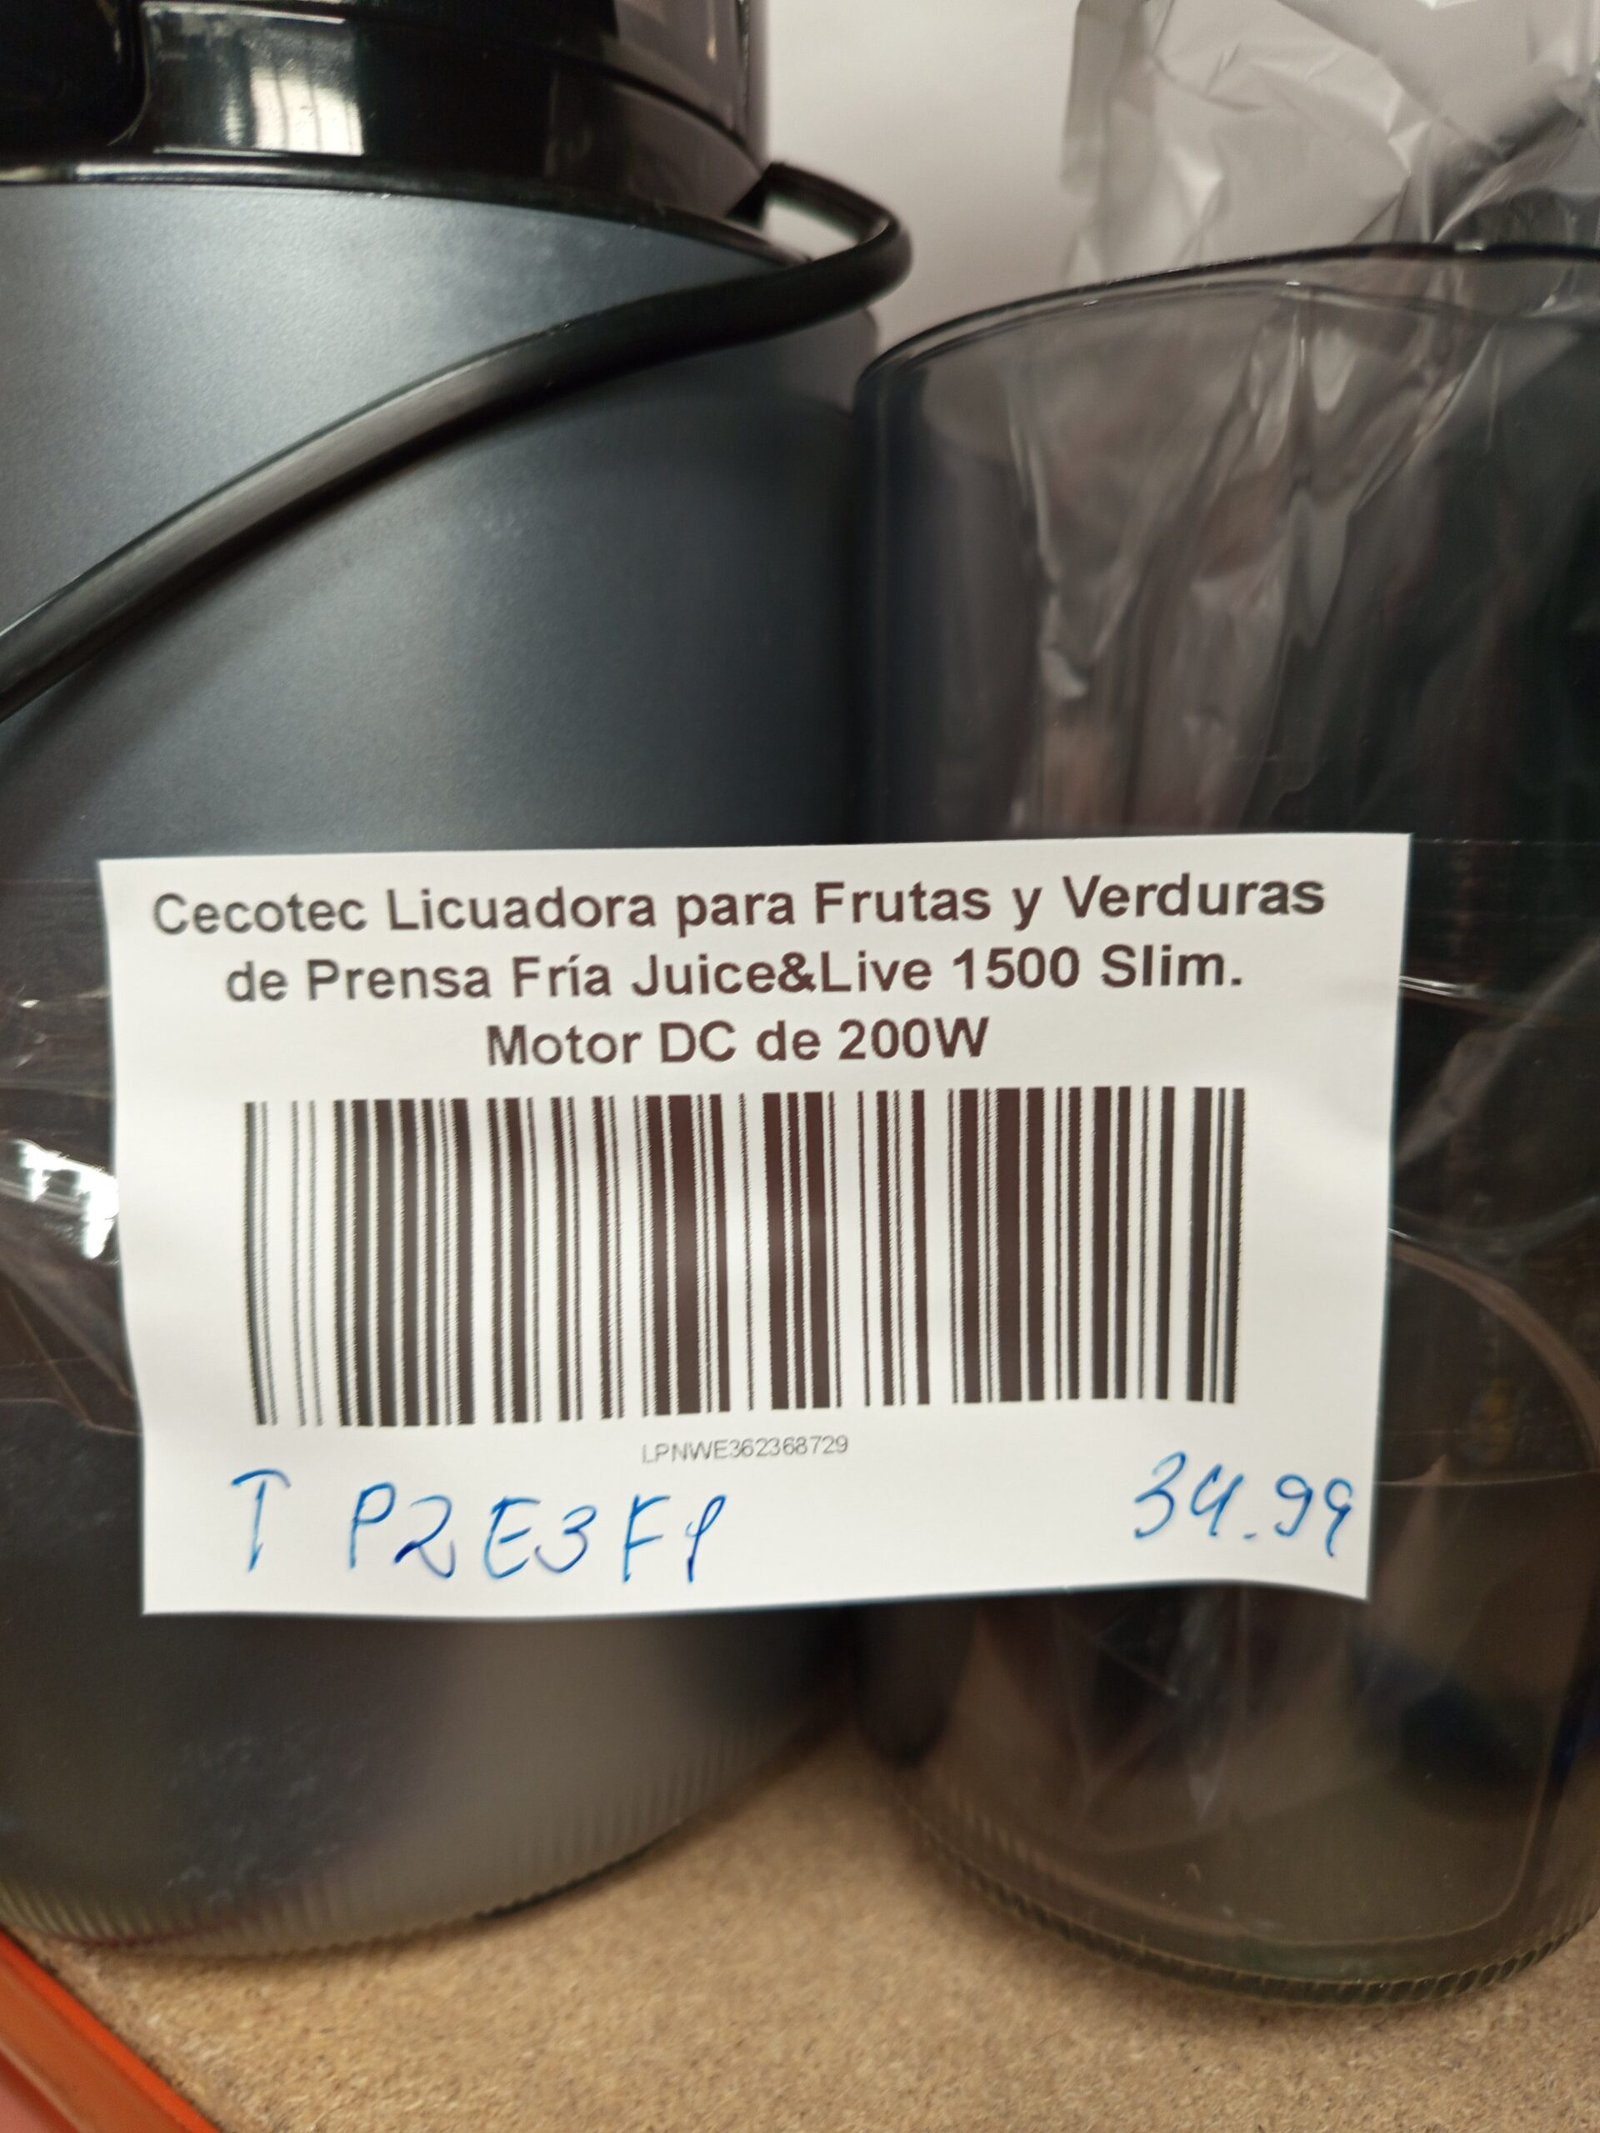 Cecotec Licuadora para Frutas y Verduras
de Prensa Fría Juice&Live 1500 Slim.
Motor DC de 200W
LPNWE362368729
T P2E3F1 34.99